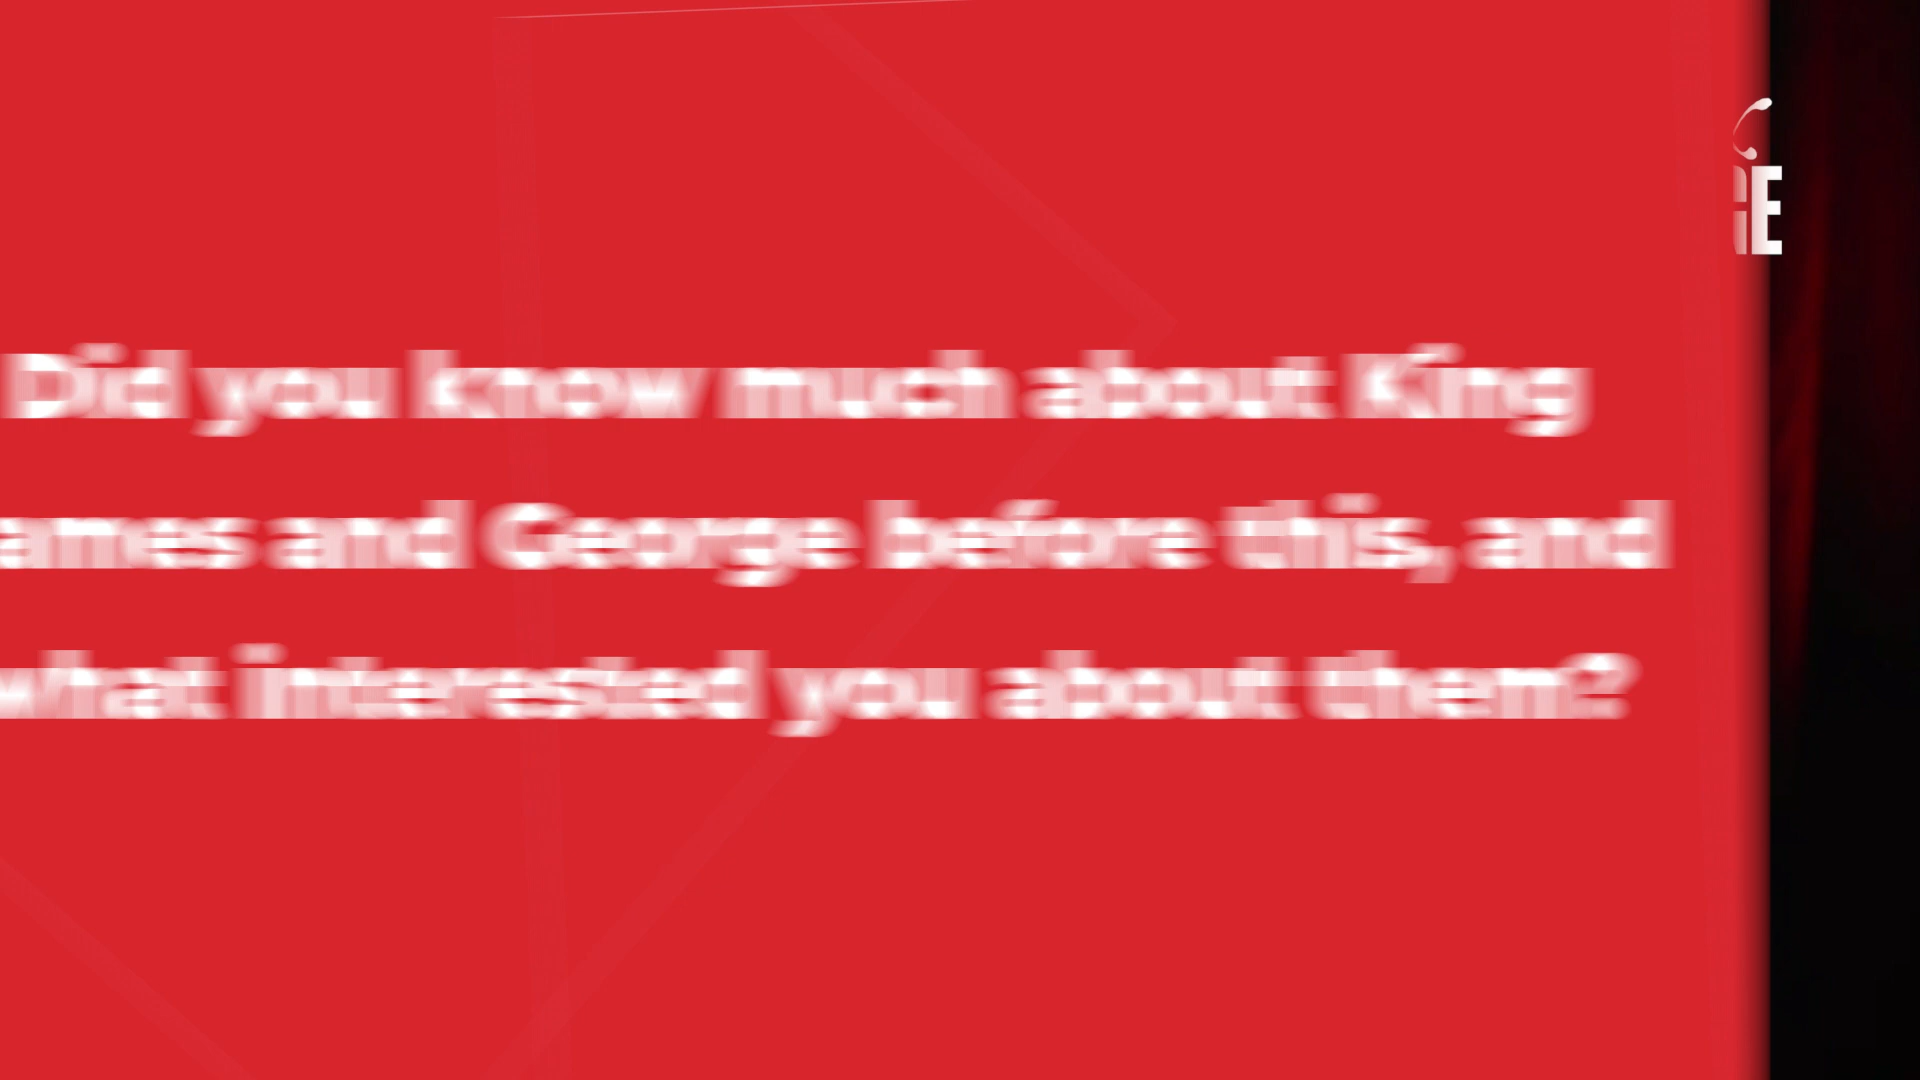 Did you know much about King
ames and George before this, and
what interested you about them?